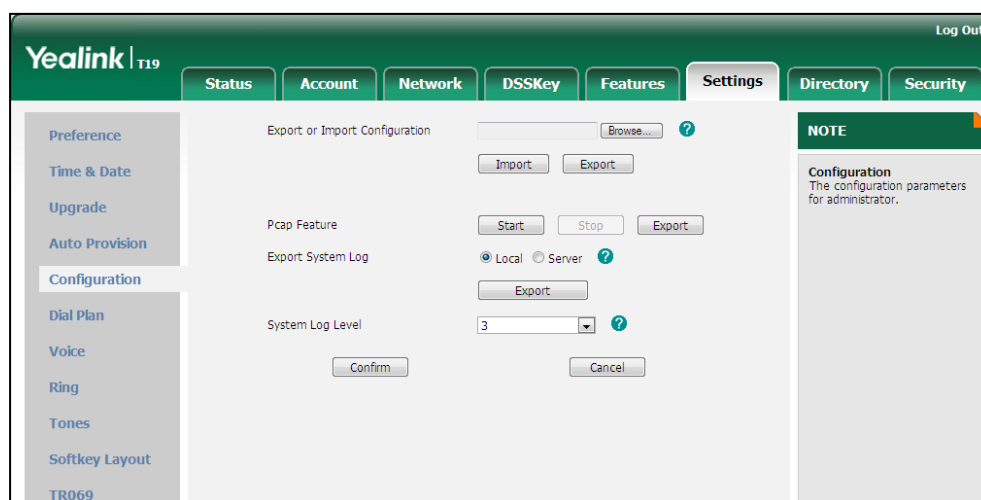 Log Out
Yealink T19
Status Account Network DSSKey Features Settings Directory Security
Preference
Time & Date
Upgrade
Auto Provision
Configuration
Dial Plan
Voice
Ring
Tones
Softkey Layout
TR069
Export or Import Configuration Browse... ?
Import Export
Pcap Feature Start Stop Export
Export System Log Local Server ?
Export
System Log Level 3 ?
Confirm Cancel
NOTE
Configuration
The configuration parameters
for administrator.